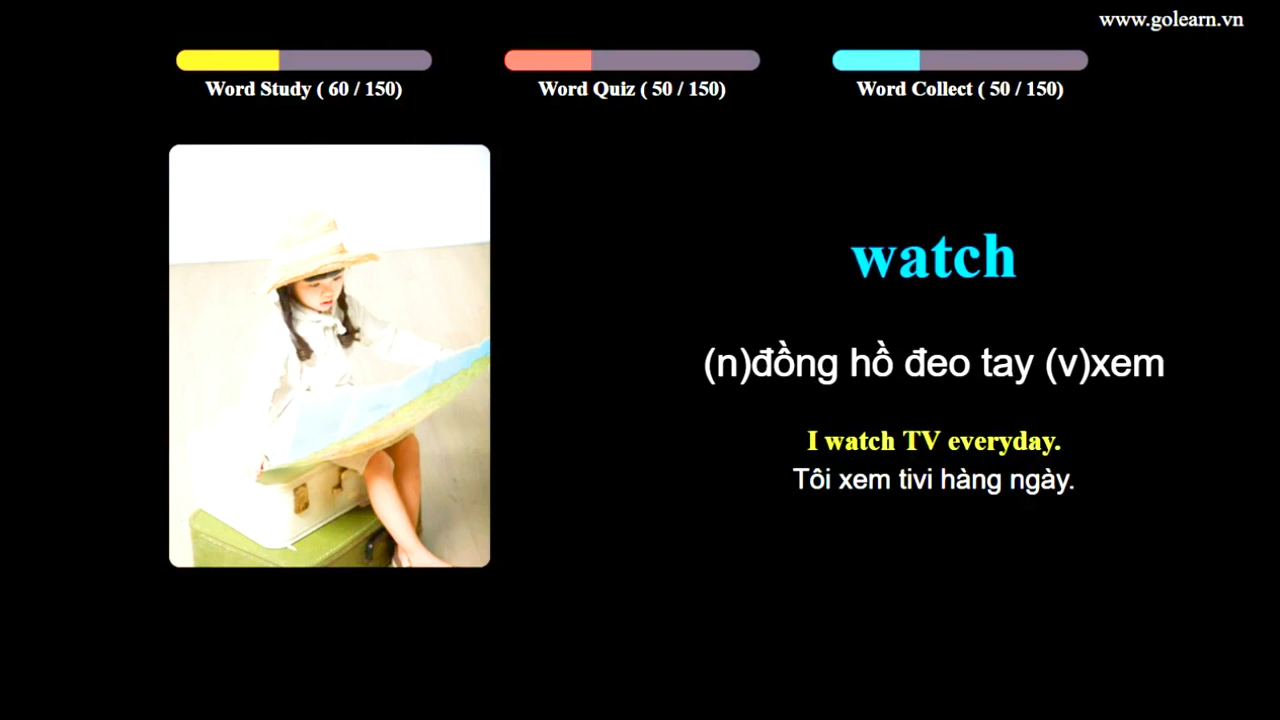 www.golearn.vn
Word Study ( 60 / 150)
Word Quiz ( 50 / 150)
Word Collect ( 50 / 150)
watch
(n)đồng hồ đeo tay (v)xem
I watch TV everyday.
Tôi xem tivi hàng ngày.